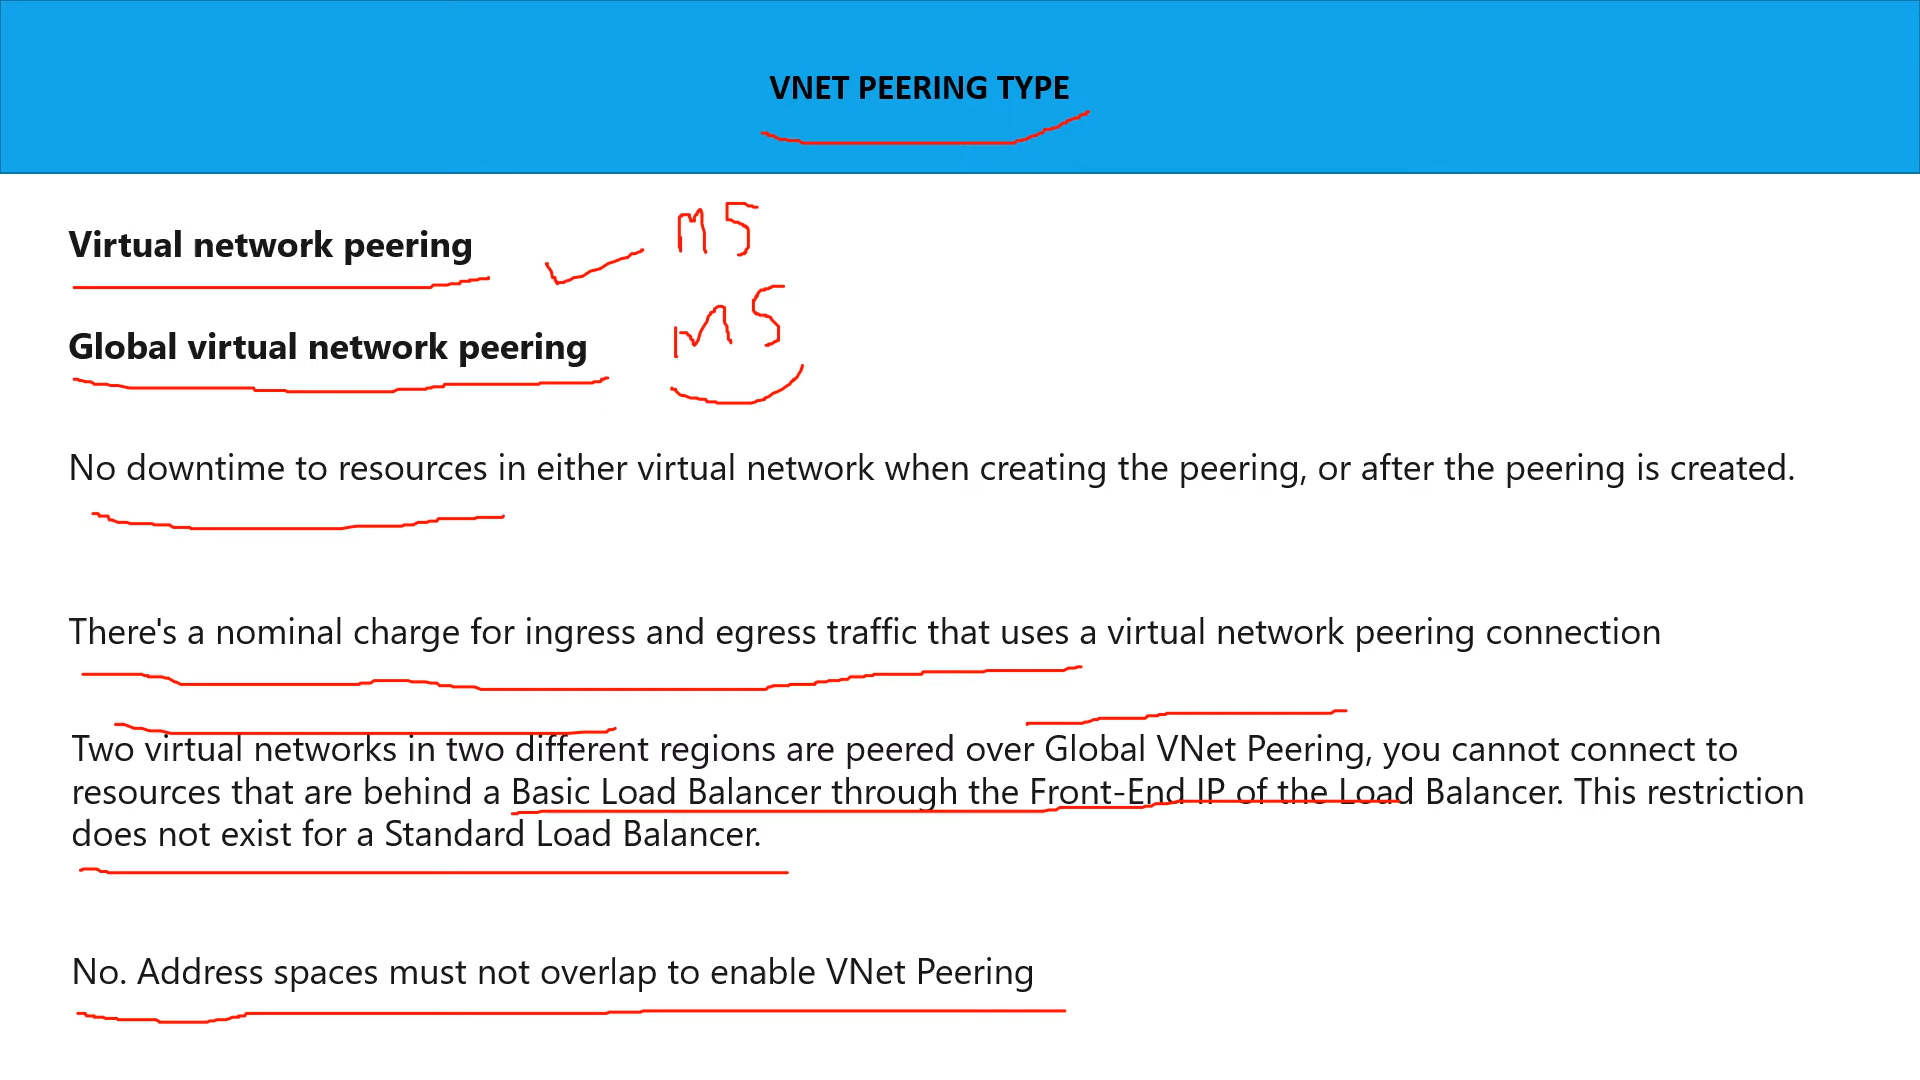 VNET PEERING TYPE
Virtual network peering
MS
Global virtual network peering
MS
No downtime to resources in either virtual network when creating the peering, or after the peering is created.
There's a nominal charge for ingress and egress traffic that uses a virtual network peering connection
Two virtual networks in two different regions are peered over Global VNet Peering, you cannot connect to
resources that are behind a Basic Load Balancer through the Front-End IP of the Load Balancer. This restriction
does not exist for a Standard Load Balancer.
No. Address spaces must not overlap to enable VNet Peering